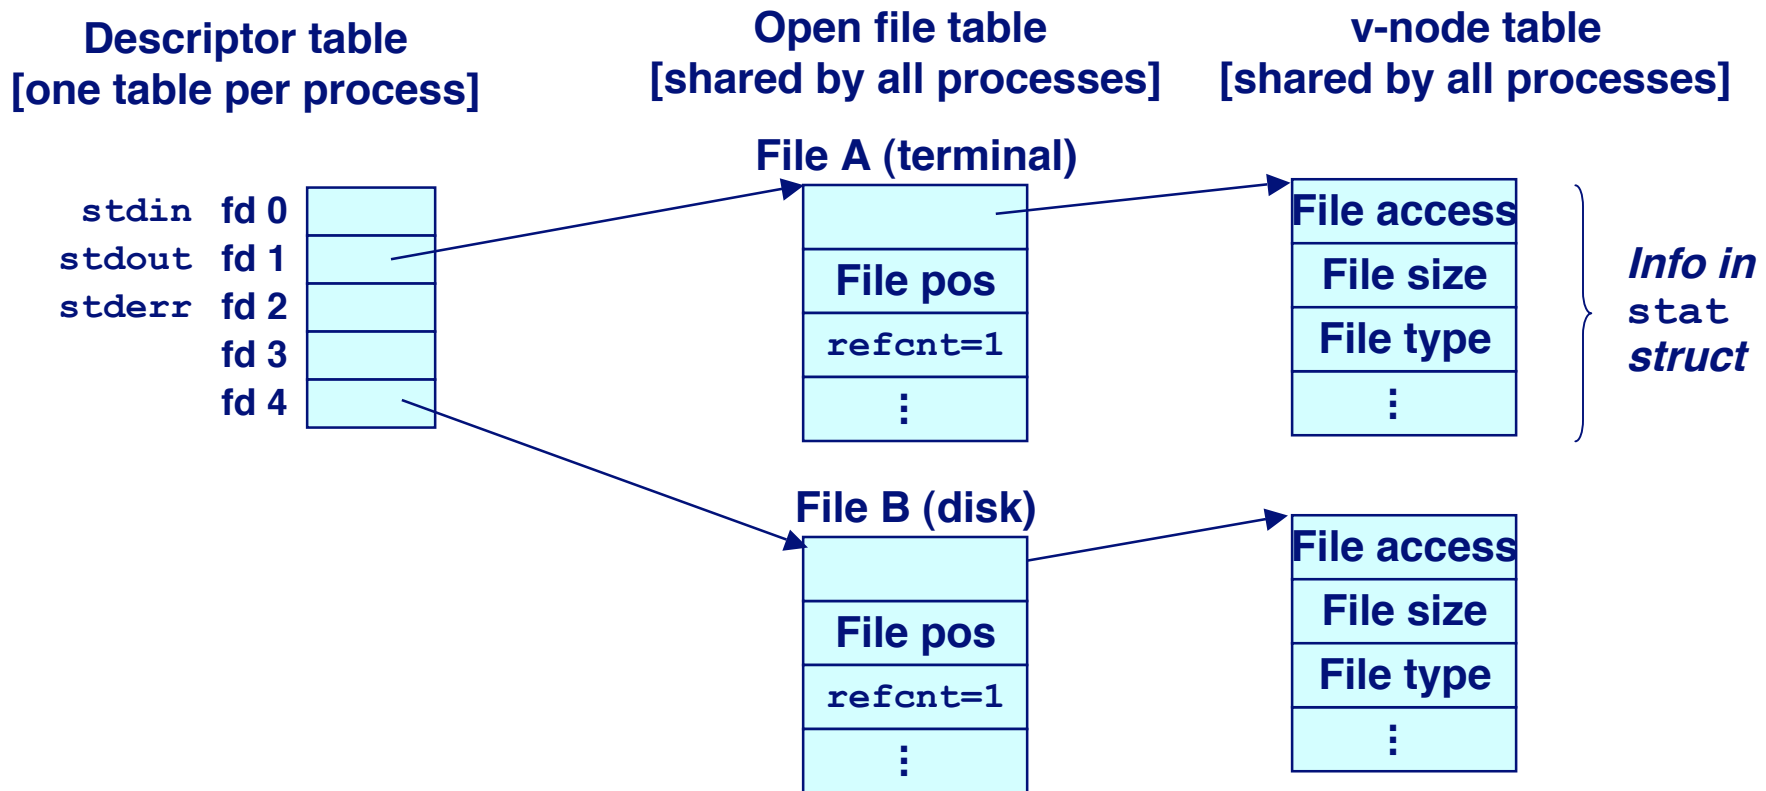 Descriptor table
[one table per process]
Open file table
[shared by all processes]
v-node table
[shared by all processes]
stdin fd 0
stdout fd 1
stderr fd 2
fd 3
fd 4
File A (terminal)
File pos
refcnt=1
⋮
File access
File size
File type
⋮
Info in
stat
struct
File B (disk)
File pos
refcnt=1
⋮
File access
File size
File type
⋮